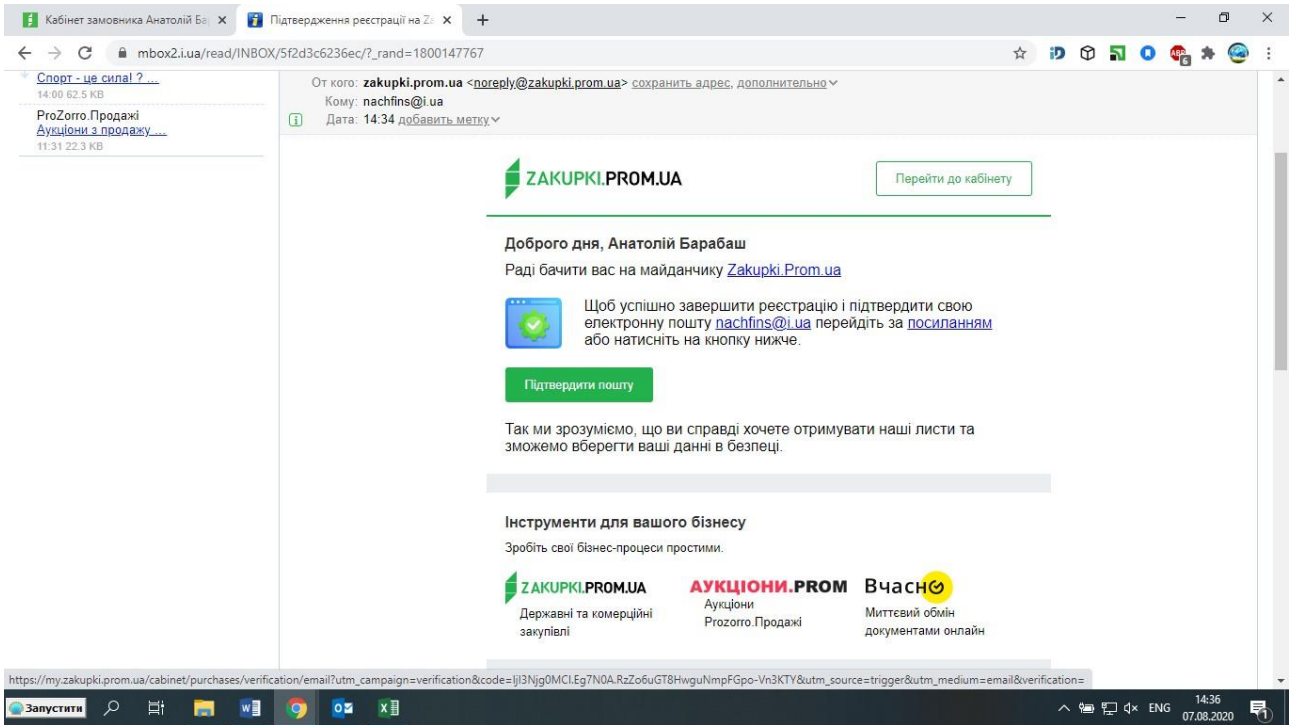 Кабінет замовника Анатолій Ба
Підтвердження реєстрації на Za
mbox2.i.ua/read/INBOX/5f2d3c6236ec/?_rand=1800147767
ABP
6
Спорт - це сила! ? ...
14:00 62.5 KB
ProZorro.Продажі
Аукціони з продажу ...
11:31 22.3 KB
От кого: zakupki.prom.ua <noreply@zakupki.prom.ua> сохранить адрес, дополнительно
Кому: nachfins@i.ua
Дата: 14:34 добавить метку
ZAKUPKI.PROM.UA
Перейти до кабінету
Доброго дня, Анатолій Барабаш
Раді бачити вас на майданчику Zakupki.Prom.ua
Щоб успішно завершити реєстрацію і підтвердити свою
електронну пошту nachfins@i.ua перейдіть за посиланням
або натисніть на кнопку нижче.
Підтвердити пошту
Так ми зрозуміємо, що ви справді хочете отримувати наші листи та
зможемо вберегти ваші данні в безпеці.
Інструменти для вашого бізнесу
Зробіть свої бізнес-процеси простими.
ZAKUPKI.PROM.UA
Державні та комерційні
закупівлі
АУКЦІОНИ.PROM
Аукціони
Prozorro.Продажі
Вчасно
Миттєвий обмін
документами онлайн
https://my.zakupki.prom.ua/cabinet/purchases/verification/email?utm_campaign=verification&code=IjI3Njg0MCI.Eg7N0A.RzZo6uGT8HwguNmpFGpo-Vn3KTY&utm_source=trigger&utm_medium=email&verification=
Запустити
ENG
14:36
07.08.2020
1